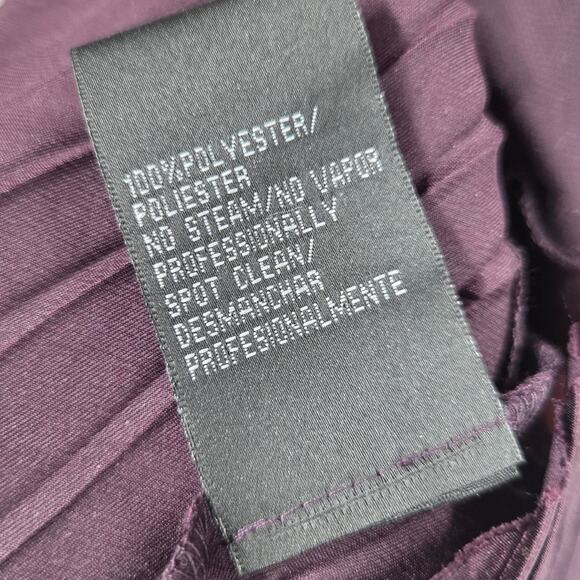 100%POLYESTER/
POLIESTER
NO STEAM/NO VAPOR
PROFESSIONALLY
SPOT CLEAN/
DESMANCHAR
PROFESIONALMENTE